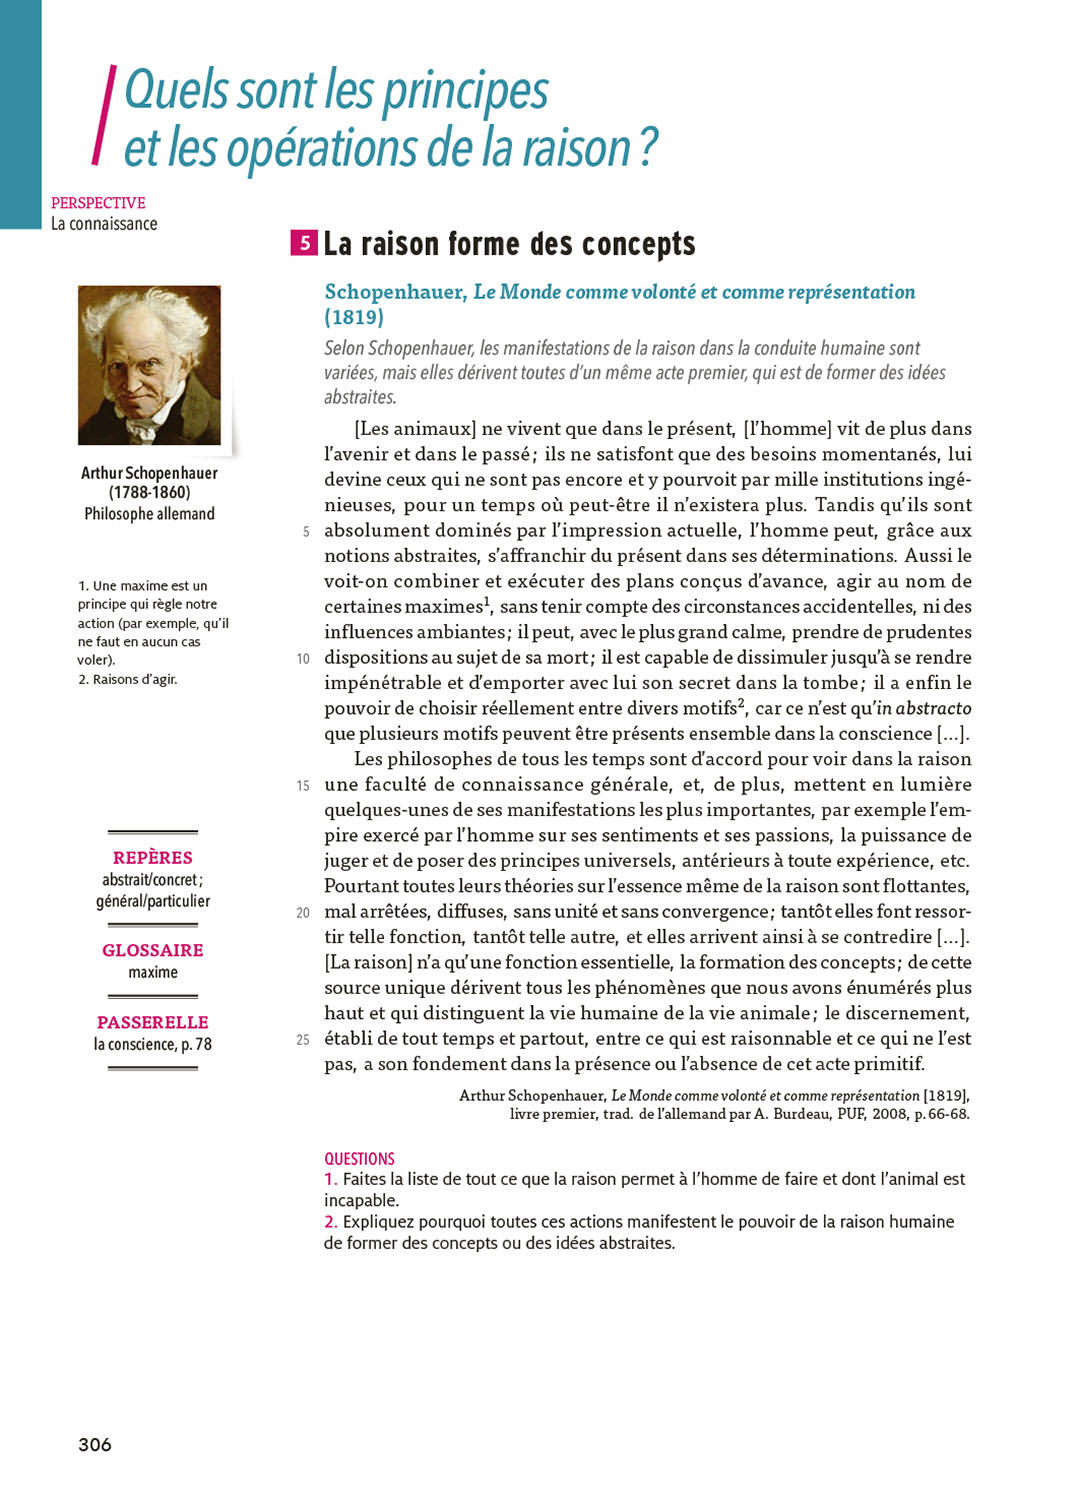 Quels sont les principes
et les opérations de la raison ?
PERSPECTIVE
La connaissance
5 La raison forme des concepts
Schopenhauer, Le Monde comme volonté et comme représentation
(1819)
Selon Schopenhauer, les manifestations de la raison dans la conduite humaine sont
variées, mais elles dérivent toutes d'un même acte premier, qui est de former des idées
abstraites.
Arthur Schopenhauer
(1788-1860)
Philosophe allemand
1. Une maxime est un
principe qui règle notre
action (par exemple, qu'il
ne faut en aucun cas
voler).
2. Raisons d'agir.
REPÈRES
abstrait/concret ;
général/particulier
GLOSSAIRE
maxime
PASSERELLE
la conscience, p. 78
[Les animaux] ne vivent que dans le présent, [l'homme] vit de plus dans
l'avenir et dans le passé ; ils ne satisfont que des besoins momentanés, lui
devine ceux qui ne sont pas encore et y pourvoit par mille institutions ingé-
nieuses, pour un temps où peut-être il n'existera plus. Tandis qu'ils sont
5 absolument dominés par l'impression actuelle, l'homme peut, grâce aux
notions abstraites, s'affranchir du présent dans ses déterminations. Aussi le
voit-on combiner et exécuter des plans conçus d'avance, agir au nom de
certaines maximes1, sans tenir compte des circonstances accidentelles, ni des
influences ambiantes ; il peut, avec le plus grand calme, prendre de prudentes
10 dispositions au sujet de sa mort ; il est capable de dissimuler jusqu'à se rendre
impénétrable et d'emporter avec lui son secret dans la tombe ; il a enfin le
pouvoir de choisir réellement entre divers motifs2, car ce n'est qu'in abstracto
que plusieurs motifs peuvent être présents ensemble dans la conscience [...].
Les philosophes de tous les temps sont d'accord pour voir dans la raison
15 une faculté de connaissance générale, et, de plus, mettent en lumière
quelques-unes de ses manifestations les plus importantes, par exemple l'em-
pire exercé par l'homme sur ses sentiments et ses passions, la puissance de
juger et de poser des principes universels, antérieurs à toute expérience, etc.
Pourtant toutes leurs théories sur l'essence même de la raison sont flottantes,
20 mal arrêtées, diffuses, sans unité et sans convergence ; tantôt elles font ressor-
tir telle fonction, tantôt telle autre, et elles arrivent ainsi à se contredire [...].
[La raison] n'a qu'une fonction essentielle, la formation des concepts ; de cette
source unique dérivent tous les phénomènes que nous avons énumérés plus
haut et qui distinguent la vie humaine de la vie animale ; le discernement,
25 établi de tout temps et partout, entre ce qui est raisonnable et ce qui ne l'est
pas, a son fondement dans la présence ou l'absence de cet acte primitif.
Arthur Schopenhauer, Le Monde comme volonté et comme représentation [1819],
livre premier, trad. de l'allemand par A. Burdeau, PUF, 2008, p. 66-68.
QUESTIONS
1. Faites la liste de tout ce que la raison permet à l'homme de faire et dont l'animal est
incapable.
2. Expliquez pourquoi toutes ces actions manifestent le pouvoir de la raison humaine
de former des concepts ou des idées abstraites.
306